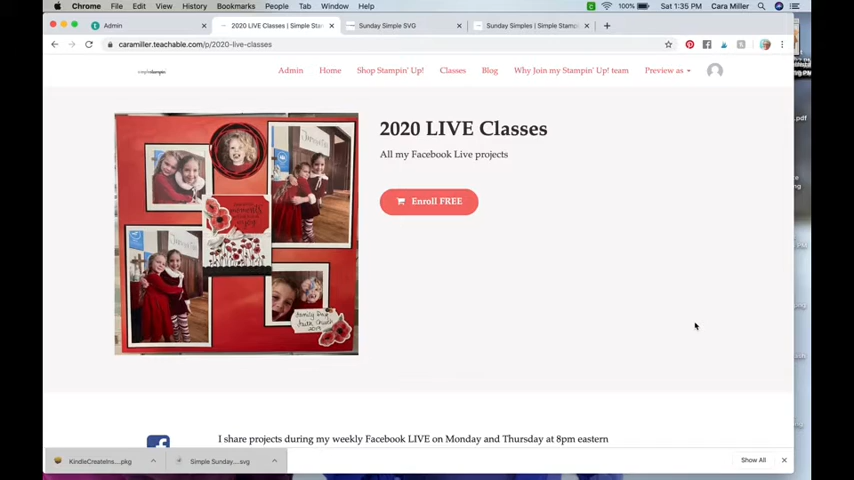 Chrome File Edit View History Bookmarks People Tab Window Help 100% Sat 1:35 PM Cara Miller
Admin
2020 LIVE Classes | Simple Sta
Sunday Simple SVG
Sunday Simples | Simple Stamp
caramiller.teachable.com/p/2020-live-classes
Admin Home Shop Stampin' Up! Classes Blog Why Join my Stampin' Up! team Preview as
2020 LIVE Classes
All my Facebook Live projects
Enroll FREE
I share projects during my weekly Facebook LIVE on Monday and Thursday at 8pm eastern
KindleCreateIns....pkg
Simple Sunday....svg
Show All